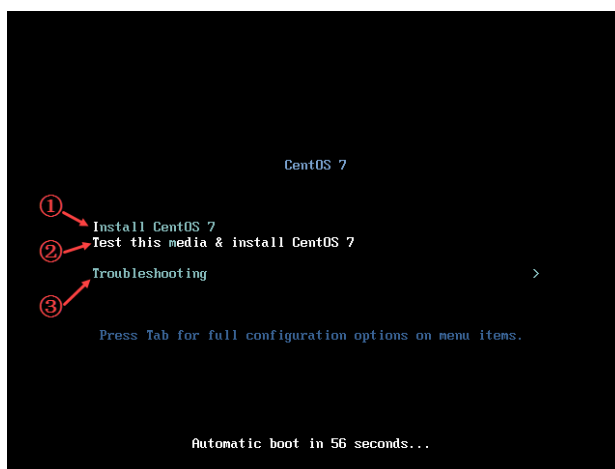 CentOS 7
① Install CentOS 7
② Test this media & install CentOS 7
③ Troubleshooting >
Press Tab for full configuration options on menu items.
Automatic boot in 56 seconds...